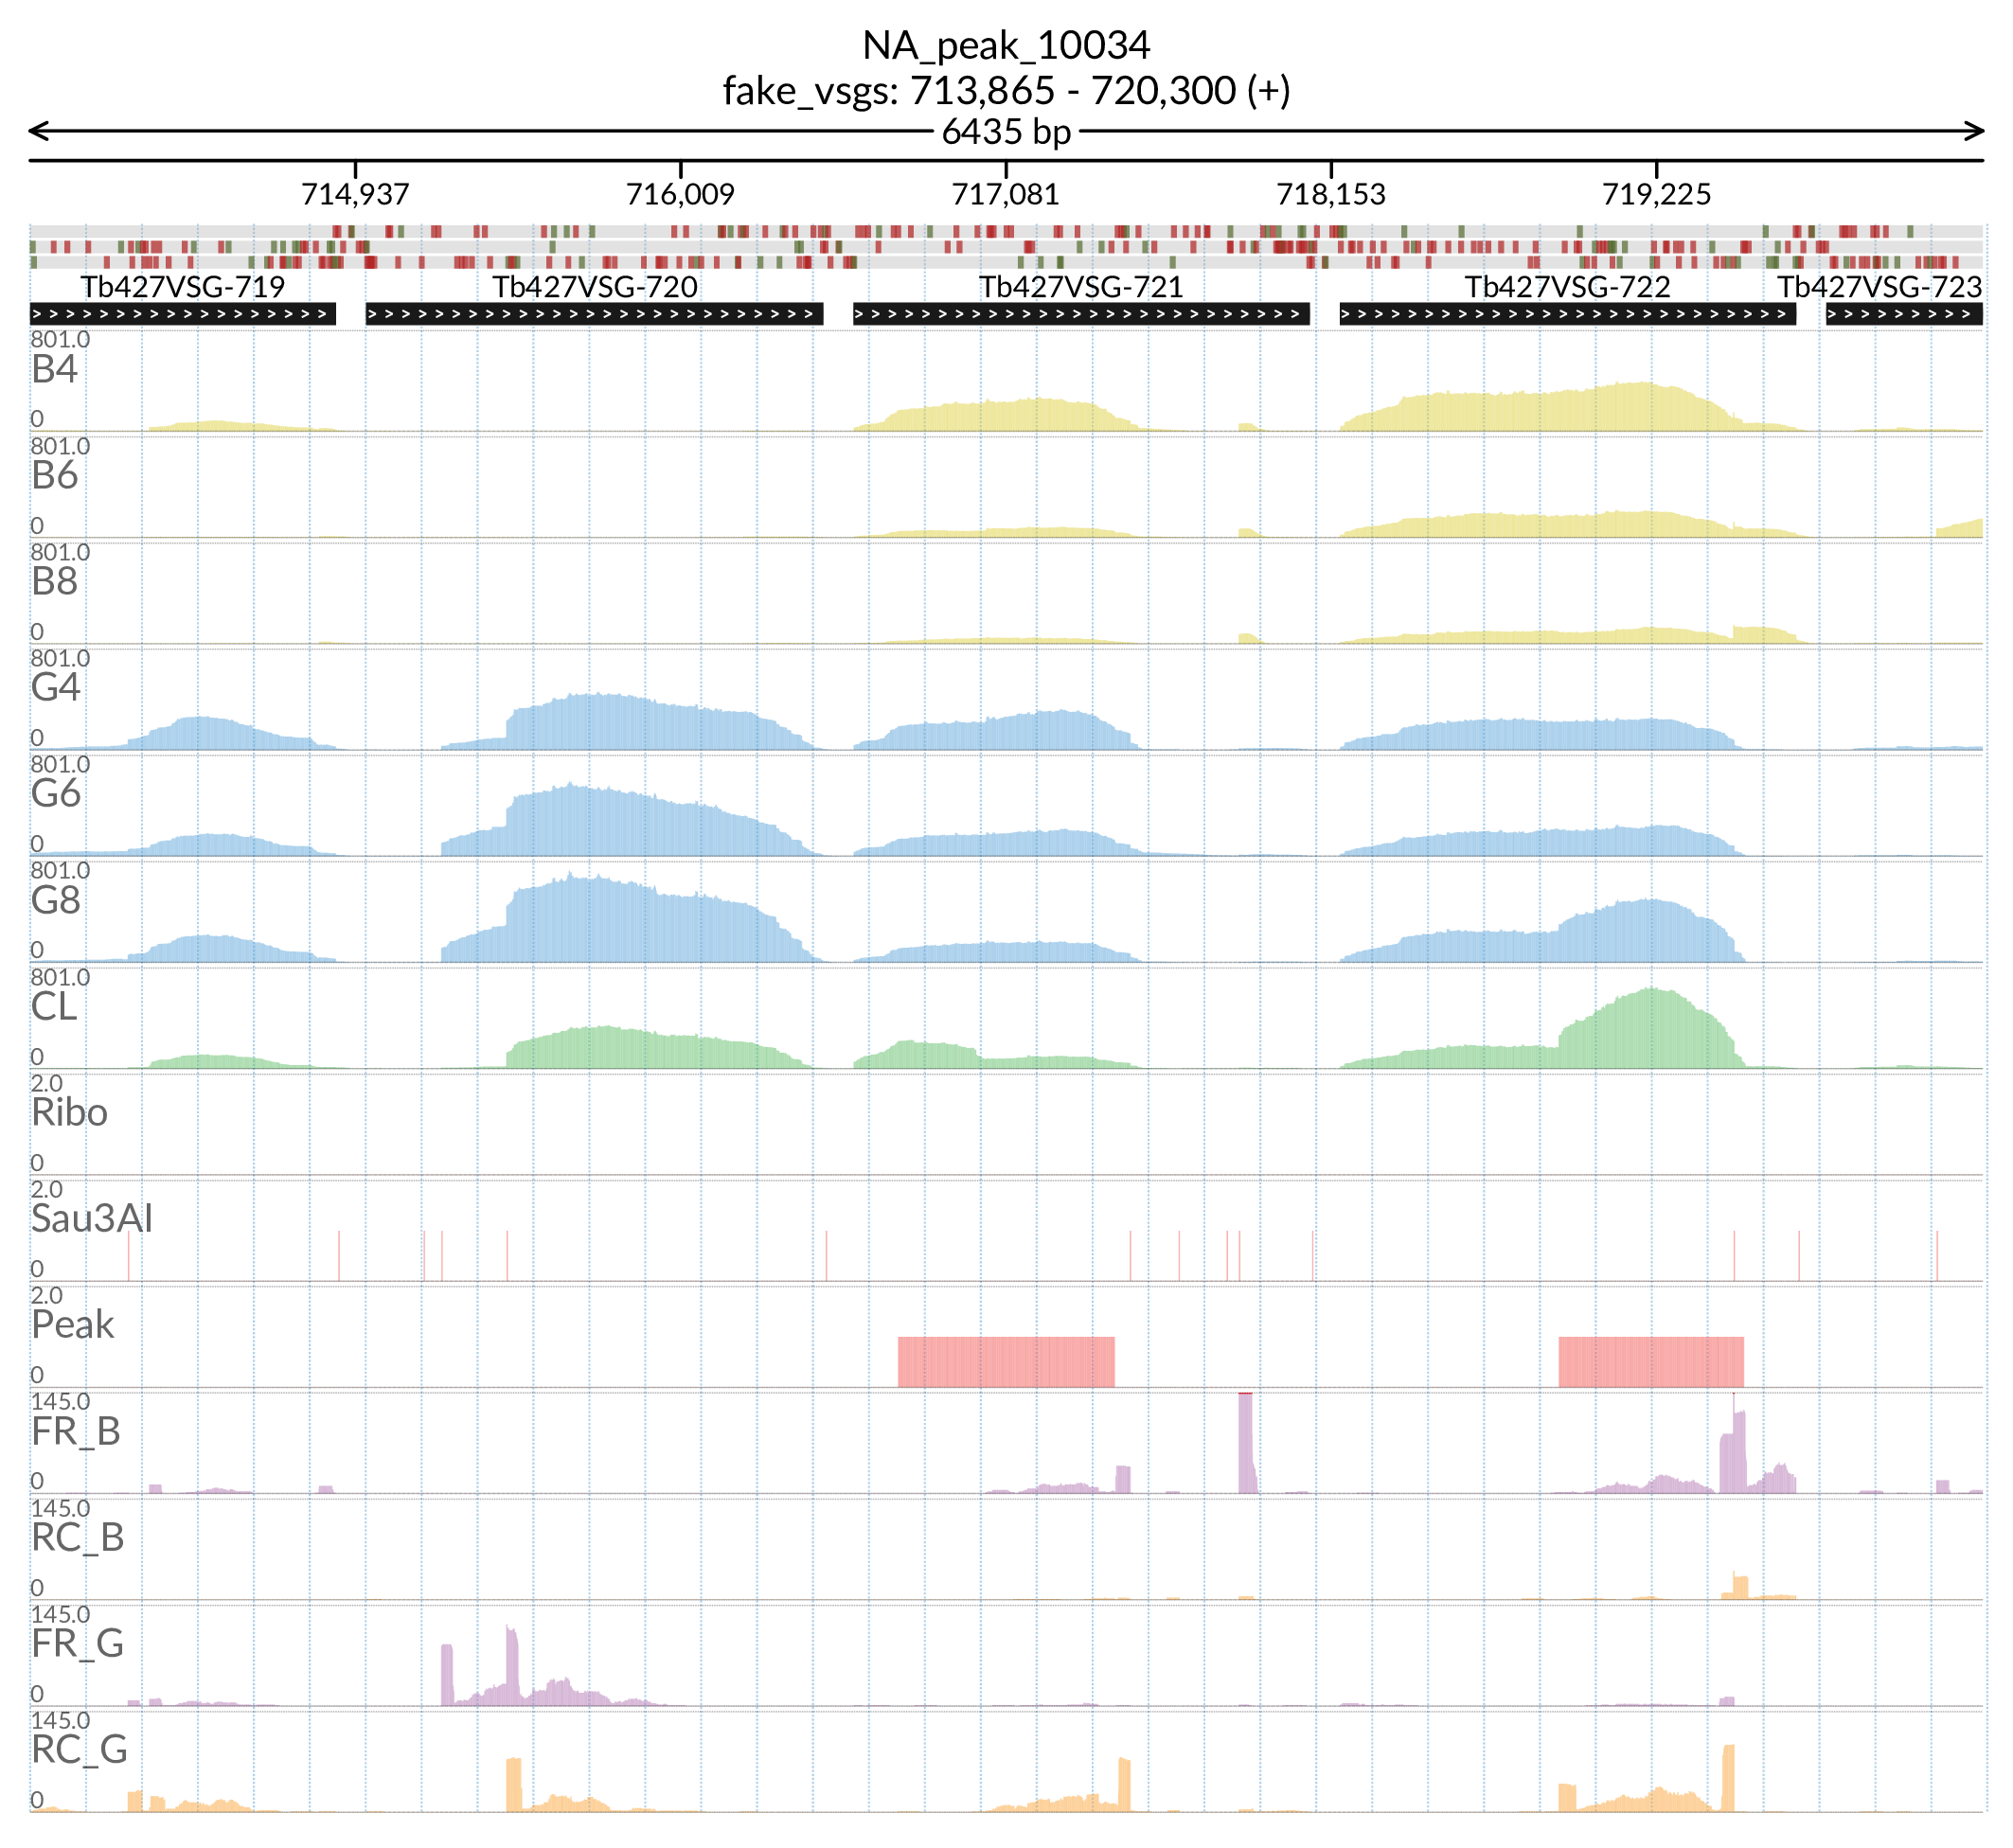 NA_peak_10034
fake_vsgs: 713,865 - 720,300 (+)
6435 bp
714,937 716,009 717,081 718,153 719,225
Tb427VSG-719 Tb427VSG-720 Tb427VSG-721 Tb427VSG-722 Tb427VSG-723
801.0
B4
0
801.0
B6
0
801.0
B8
0
801.0
G4
0
801.0
G6
0
801.0
G8
0
801.0
CL
0
2.0
Ribo
0
2.0
Sau3AI
0
2.0
Peak
0
145.0
FR_B
0
145.0
RC_B
0
145.0
FR_G
0
145.0
RC_G
0